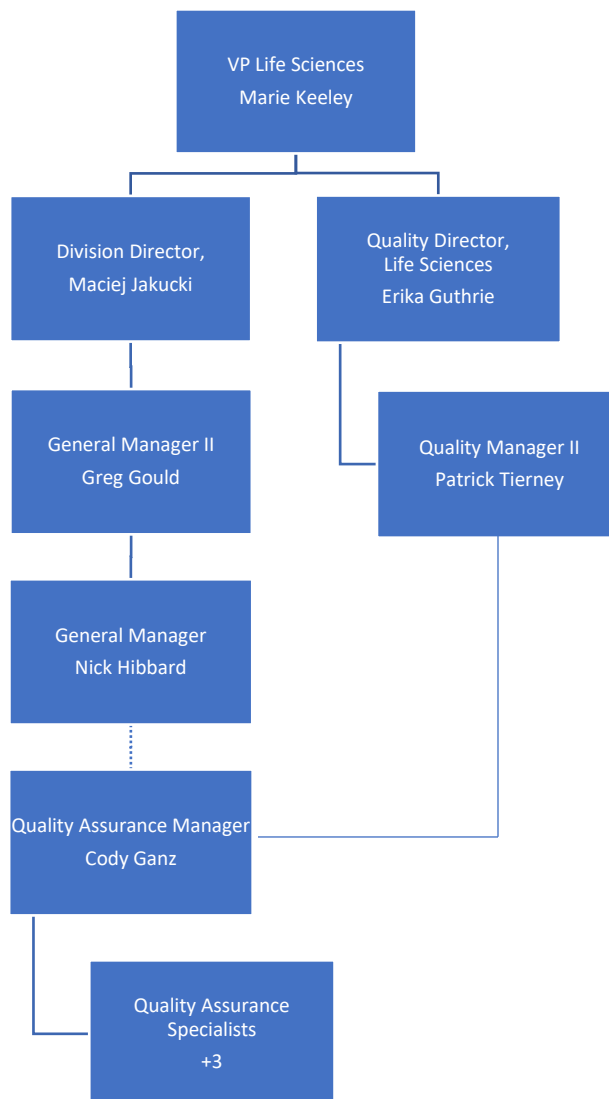 VP Life Sciences
Marie Keeley
Division Director,
Maciej Jakucki
Quality Director,
Life Sciences
Erika Guthrie
General Manager II
Greg Gould
Quality Manager II
Patrick Tierney
General Manager
Nick Hibbard
Quality Assurance Manager
Cody Ganz
Quality Assurance
Specialists
+3